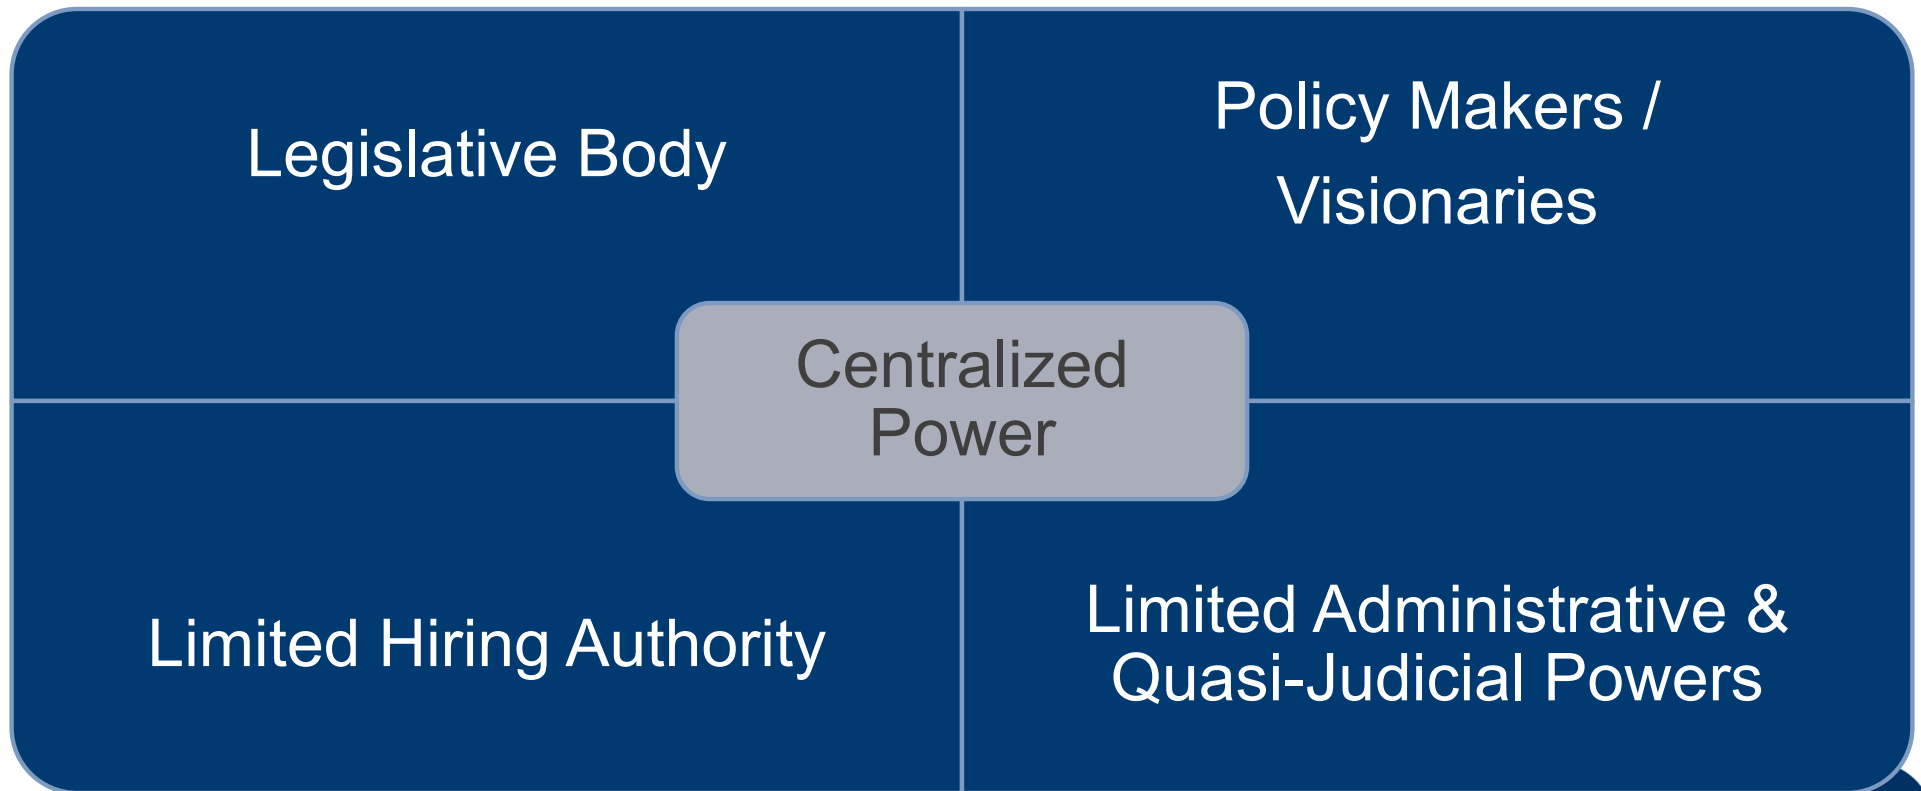 Legislative Body
Policy Makers /
Visionaries
Centralized
Power
Limited Hiring Authority
Limited Administrative &
Quasi-Judicial Powers